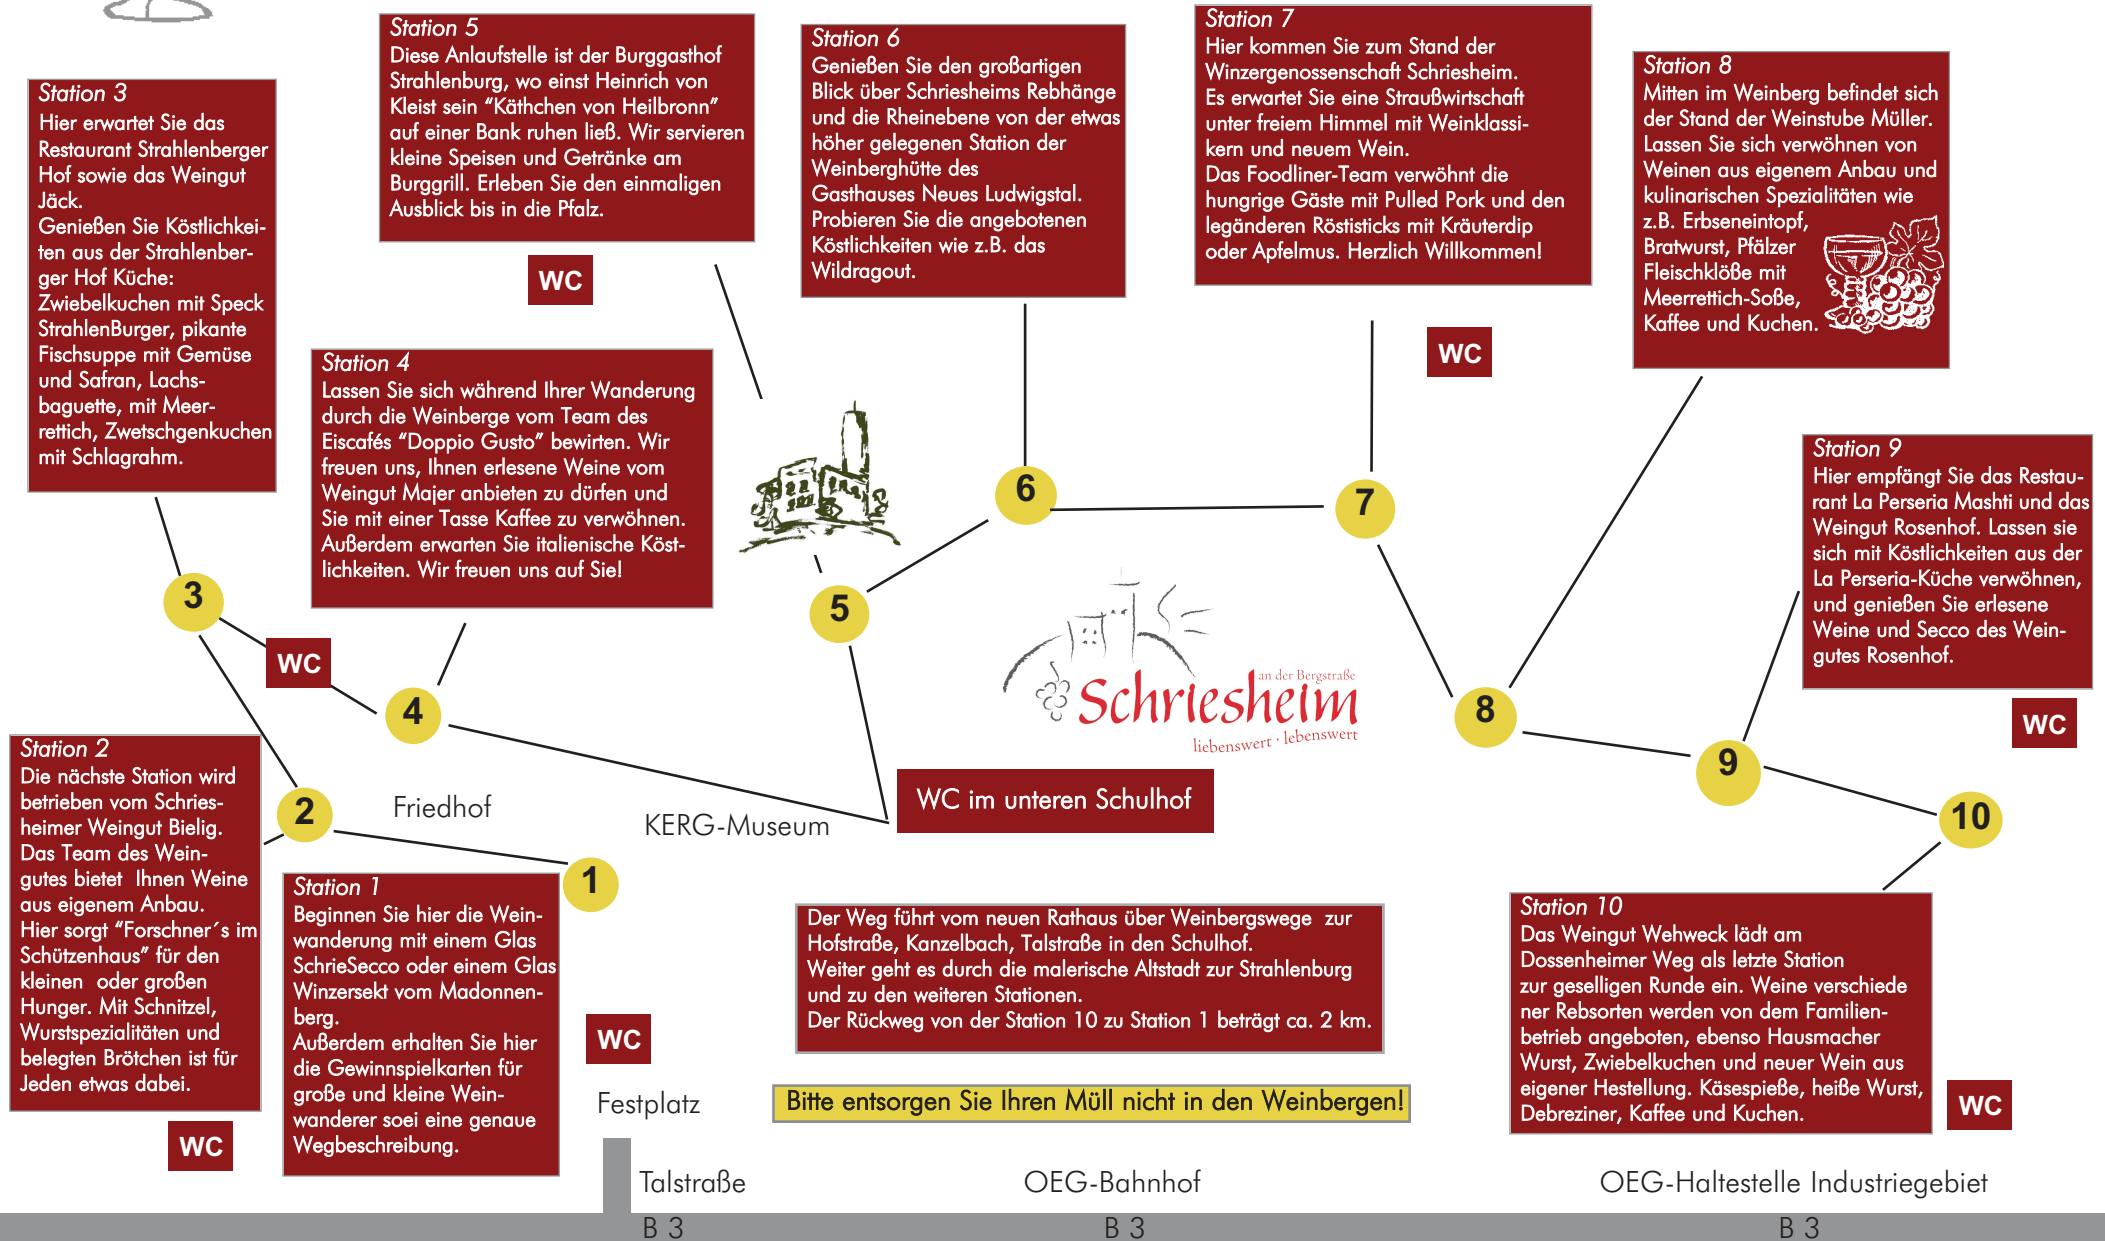 Station 3
Hier erwartet Sie das
Restaurant Strahlenberger
Hof sowie das Weingut
Jäck.
Genießen Sie Köstlichkei-
ten aus der Strahlenber-
ger Hof Küche:
Zwiebelkuchen mit Speck
StrahlenBurger, pikante
Fischsuppe mit Gemüse
und Safran, Lachs-
baguette, mit Meer-
rettich, Zwetschgenkuchen
mit Schlagrahm.
Station 5
Diese Anlaufstelle ist der Burggasthof
Strahlenburg, wo einst Heinrich von
Kleist sein “Käthchen von Heilbronn”
auf einer Bank ruhen ließ. Wir servieren
kleine Speisen und Getränke am
Burggrill. Erleben Sie den einmaligen
Ausblick bis in die Pfalz.
WC
Station 6
Genießen Sie den großartigen
Blick über Schriesheims Rebhänge
und die Rheinebene von der etwas
höher gelegenen Station der
Weinberghütte des
Gasthauses Neues Ludwigstal.
Probieren Sie die angebotenen
Köstlichkeiten wie z.B. das
Wildragout.
Station 7
Hier kommen Sie zum Stand der
Winzergenossenschaft Schriesheim.
Es erwartet Sie eine Straußwirtschaft
unter freiem Himmel mit Weinklassi-
kern und neuem Wein.
Das Foodliner-Team verwöhnt die
hungrige Gäste mit Pulled Pork und den
legänderen Röstisticks mit Kräuterdip
oder Apfelmus. Herzlich Willkommen!
WC
Station 8
Mitten im Weinberg befindet sich
der Stand der Weinstube Müller.
Lassen Sie sich verwöhnen von
Weinen aus eigenem Anbau und
kulinarischen Spezialitäten wie
z.B. Erbseneintopf,
Bratwurst, Pfälzer
Fleischklöße mit
Meerrettich-Soße,
Kaffee und Kuchen.
Station 4
Lassen Sie sich während Ihrer Wanderung
durch die Weinberge vom Team des
Eiscafés “Doppio Gusto” bewirten. Wir
freuen uns, Ihnen erlesene Weine vom
Weingut Majer anbieten zu dürfen und
Sie mit einer Tasse Kaffee zu verwöhnen.
Außerdem erwarten Sie italienische Köst-
lichkeiten. Wir freuen uns auf Sie!
Station 9
Hier empfängt Sie das Restau-
rant La Perseria Mashti und das
Weingut Rosenhof. Lassen sie
sich mit Köstlichkeiten aus der
La Perseria-Küche verwöhnen,
und genießen Sie erlesene
Weine und Secco des Wein-
gutes Rosenhof.
WC
6
7
3
5
WC
4
8
9
2
10
1
an der Bergstraße
Schriesheim
liebenswert · lebenswert
WC im unteren Schulhof
Friedhof
KERG-Museum
Station 2
Die nächste Station wird
betrieben vom Schries-
heimer Weingut Bielig.
Das Team des Wein-
gutes bietet Ihnen Weine
aus eigenem Anbau.
Hier sorgt “Forschner´s im
Schützenhaus” für den
kleinen oder großen
Hunger. Mit Schnitzel,
Wurstspezialitäten und
belegten Brötchen ist für
Jeden etwas dabei.
WC
Station 1
Beginnen Sie hier die Wein-
wanderung mit einem Glas
SchrieSecco oder einem Glas
Winzersekt vom Madonnen-
berg.
Außerdem erhalten Sie hier
die Gewinnspielkarten für
große und kleine Wein-
wanderer soei eine genaue
Wegbeschreibung.
WC
Festplatz
Der Weg führt vom neuen Rathaus über Weinbergswege zur
Hofstraße, Kanzelbach, Talstraße in den Schulhof.
Weiter geht es durch die malerische Altstadt zur Strahlenburg
und zu den weiteren Stationen.
Der Rückweg von der Station 10 zu Station 1 beträgt ca. 2 km.
Bitte entsorgen Sie Ihren Müll nicht in den Weinbergen!
Station 10
Das Weingut Wehweck lädt am
Dossenheimer Weg als letzte Station
zur geselligen Runde ein. Weine verschiede
ner Rebsorten werden von dem Familien-
betrieb angeboten, ebenso Hausmacher
Wurst, Zwiebelkuchen und neuer Wein aus
eigener Hestellung. Käsespieße, heiße Wurst,
Debreziner, Kaffee und Kuchen.
WC
Talstraße
OEG-Bahnhof
OEG-Haltestelle Industriegebiet
B 3
B 3
B 3